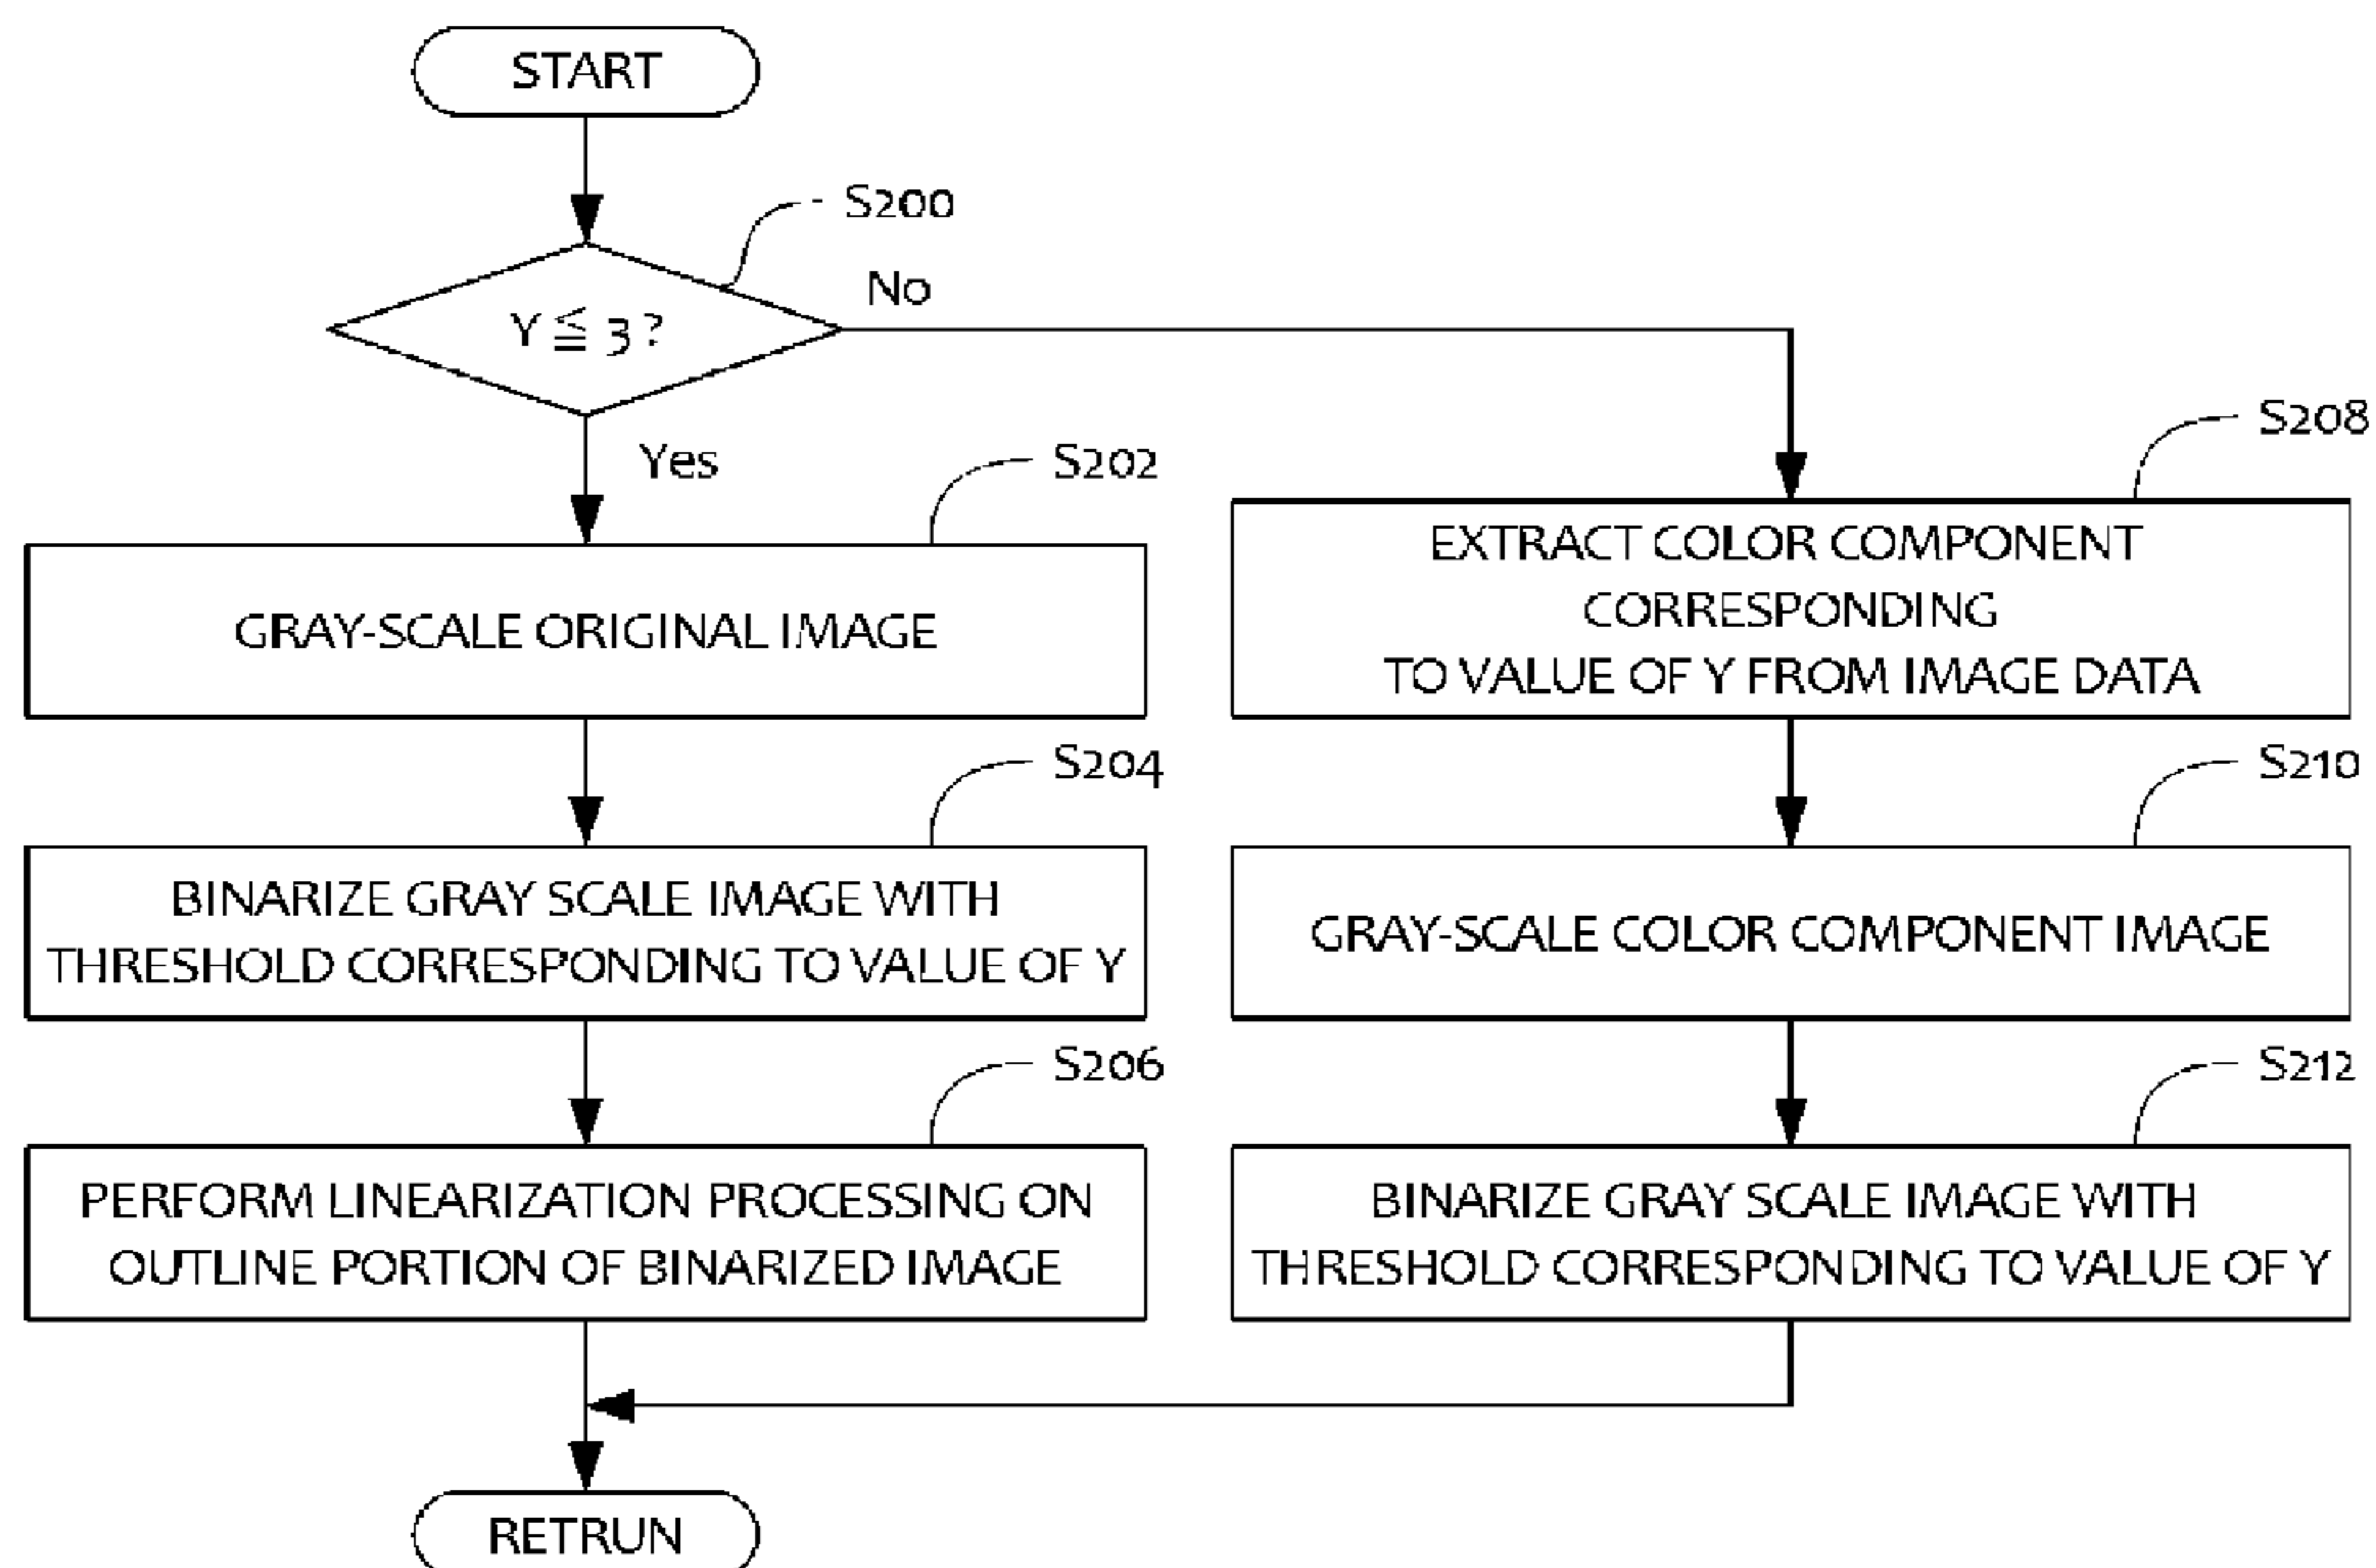 START
S200
Y ≦ 3 ?
No
Yes
S202
GRAY-SCALE ORIGINAL IMAGE
S204
BINARIZE GRAY SCALE IMAGE WITH
THRESHOLD CORRESPONDING TO VALUE OF Y
S206
PERFORM LINEARIZATION PROCESSING ON
OUTLINE PORTION OF BINARIZED IMAGE
S208
EXTRACT COLOR COMPONENT
CORRESPONDING
TO VALUE OF Y FROM IMAGE DATA
S210
GRAY-SCALE COLOR COMPONENT IMAGE
S212
BINARIZE GRAY SCALE IMAGE WITH
THRESHOLD CORRESPONDING TO VALUE OF Y
RETRUN